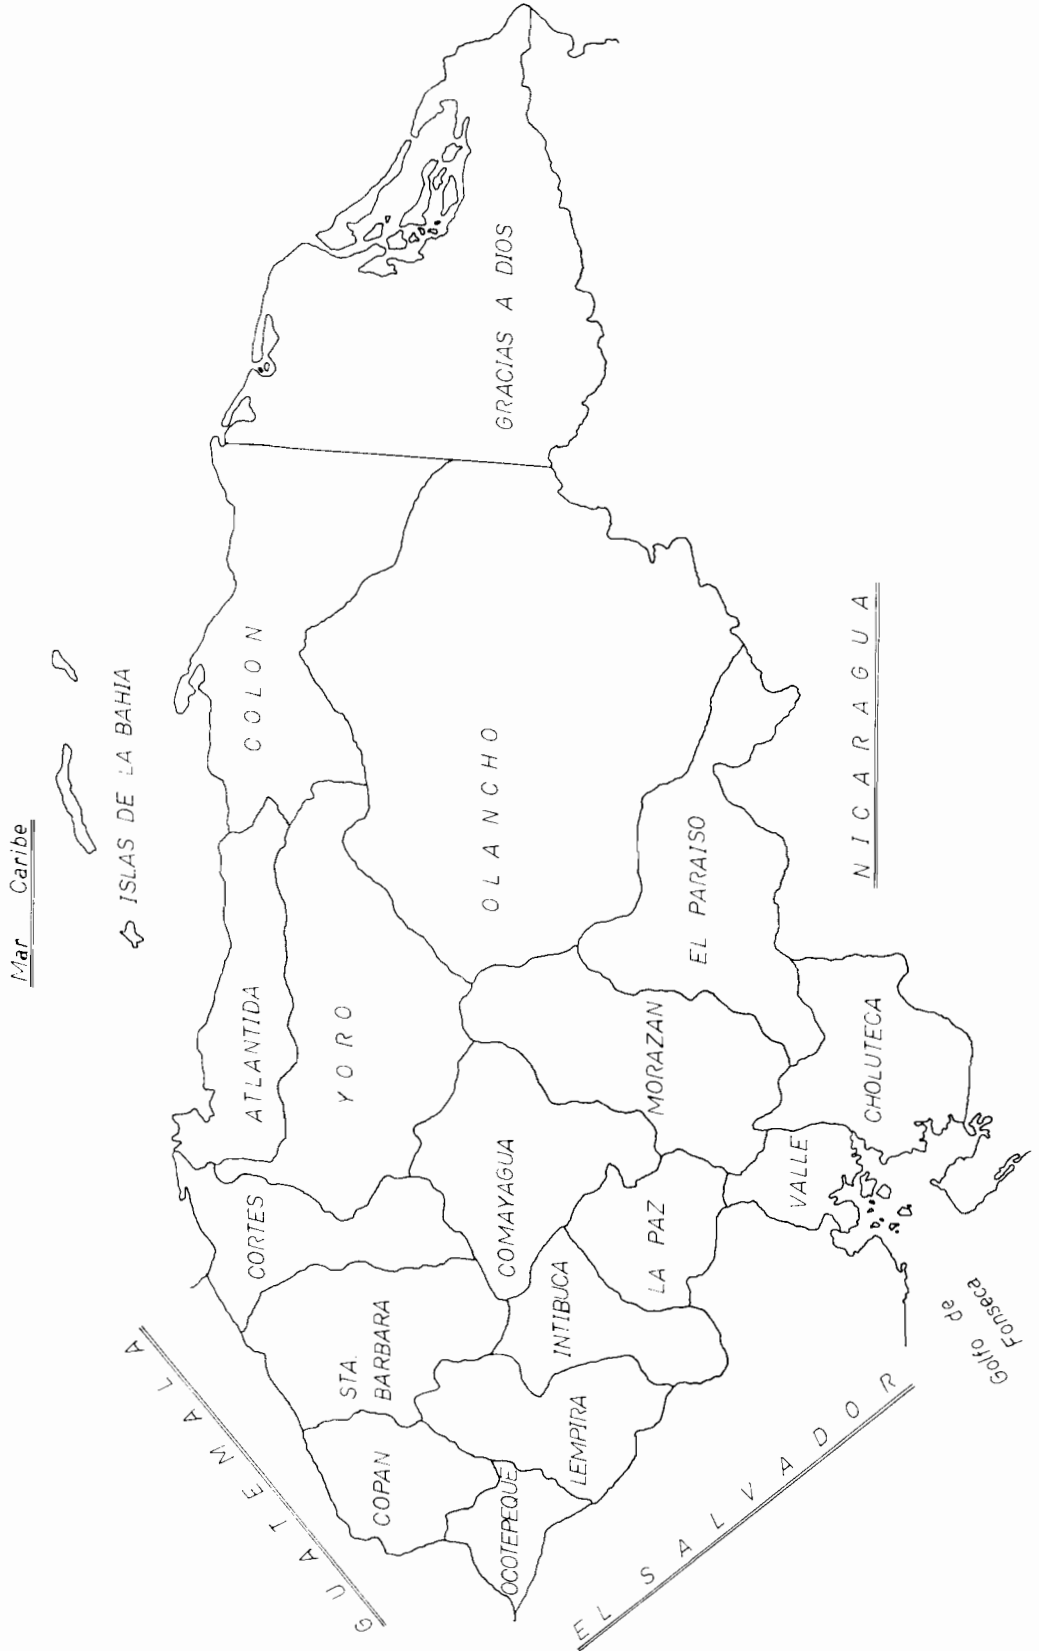 Mar Caribe
ISLAS DE LA BAHIA
GUATEMALA
CORTES
ATLANTIDA
COLON
YORO
STA.
BARBARA
COPAN
GRACIAS A DIOS
OLANCHO
COMAYAGUA
OCOTEPEQUE
INTIBUCA
LEMPIRA
LA PAZ
MORAZAN
EL PARAISO
VALLE
CHOLUTECA
NICARAGUA
EL SALVADOR
Golfo de
Fonseca